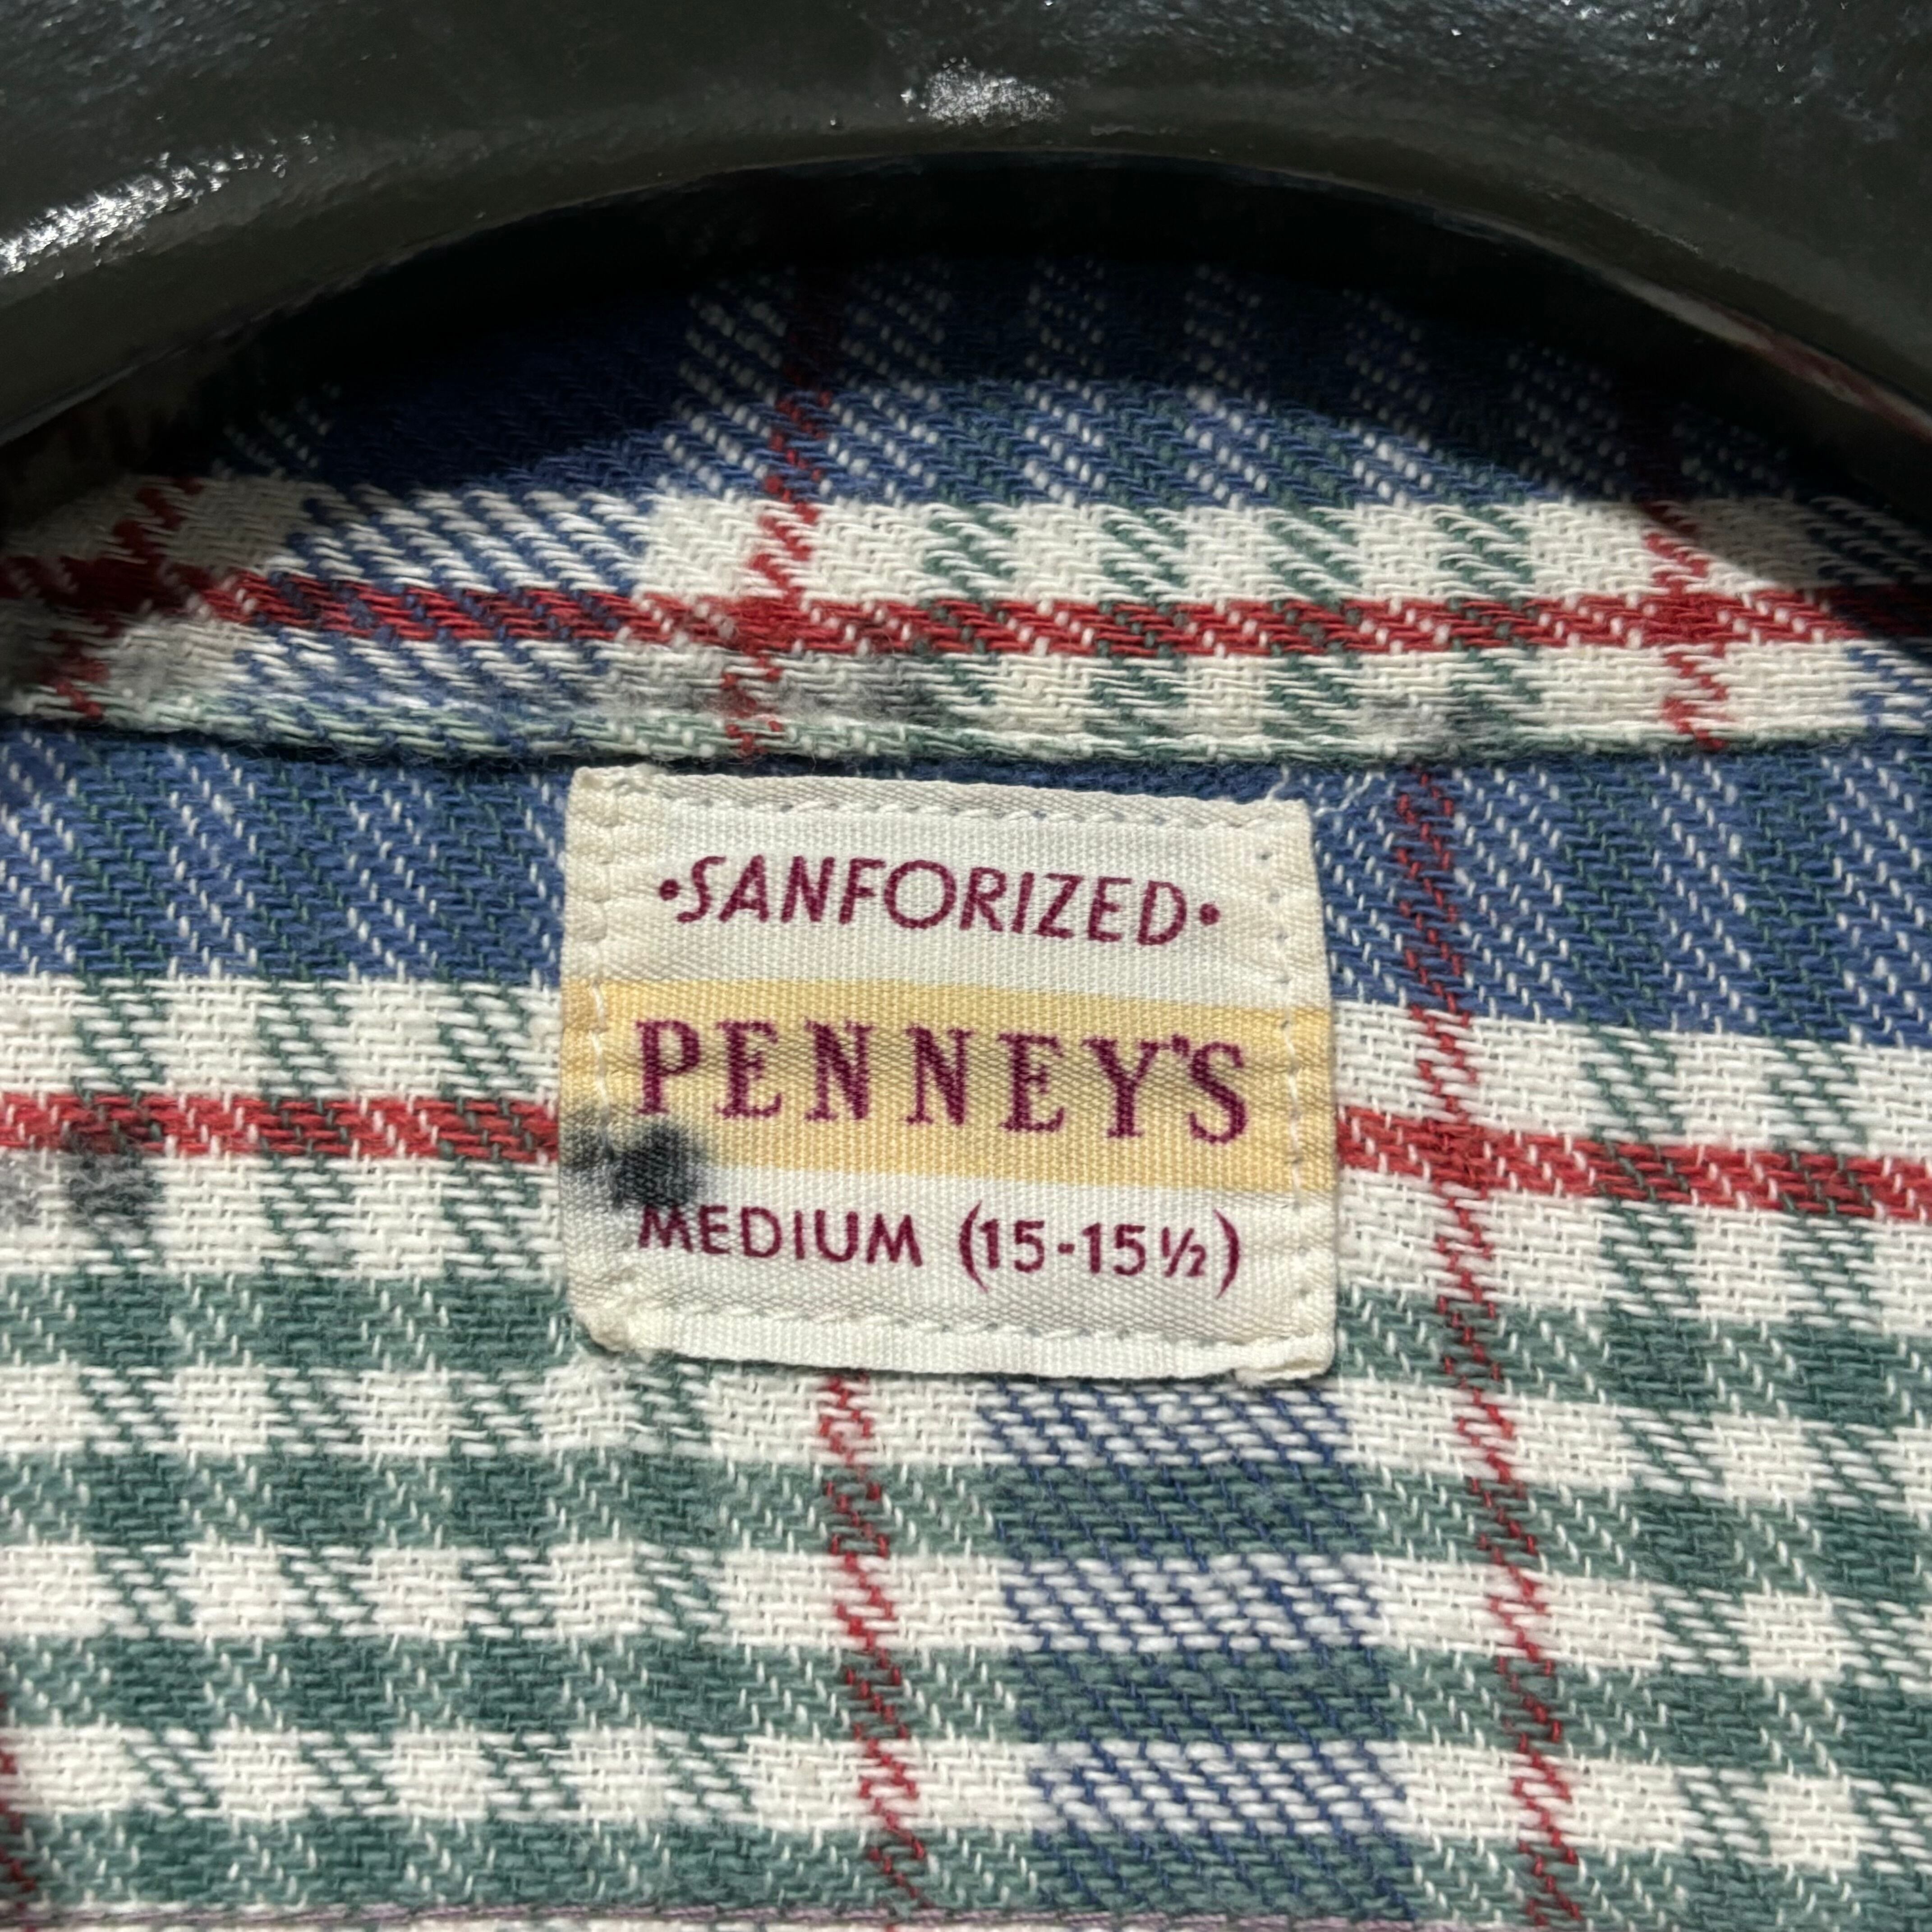 •SANFORIZED•
PENNEY'S
MEDIUM (15-15½)